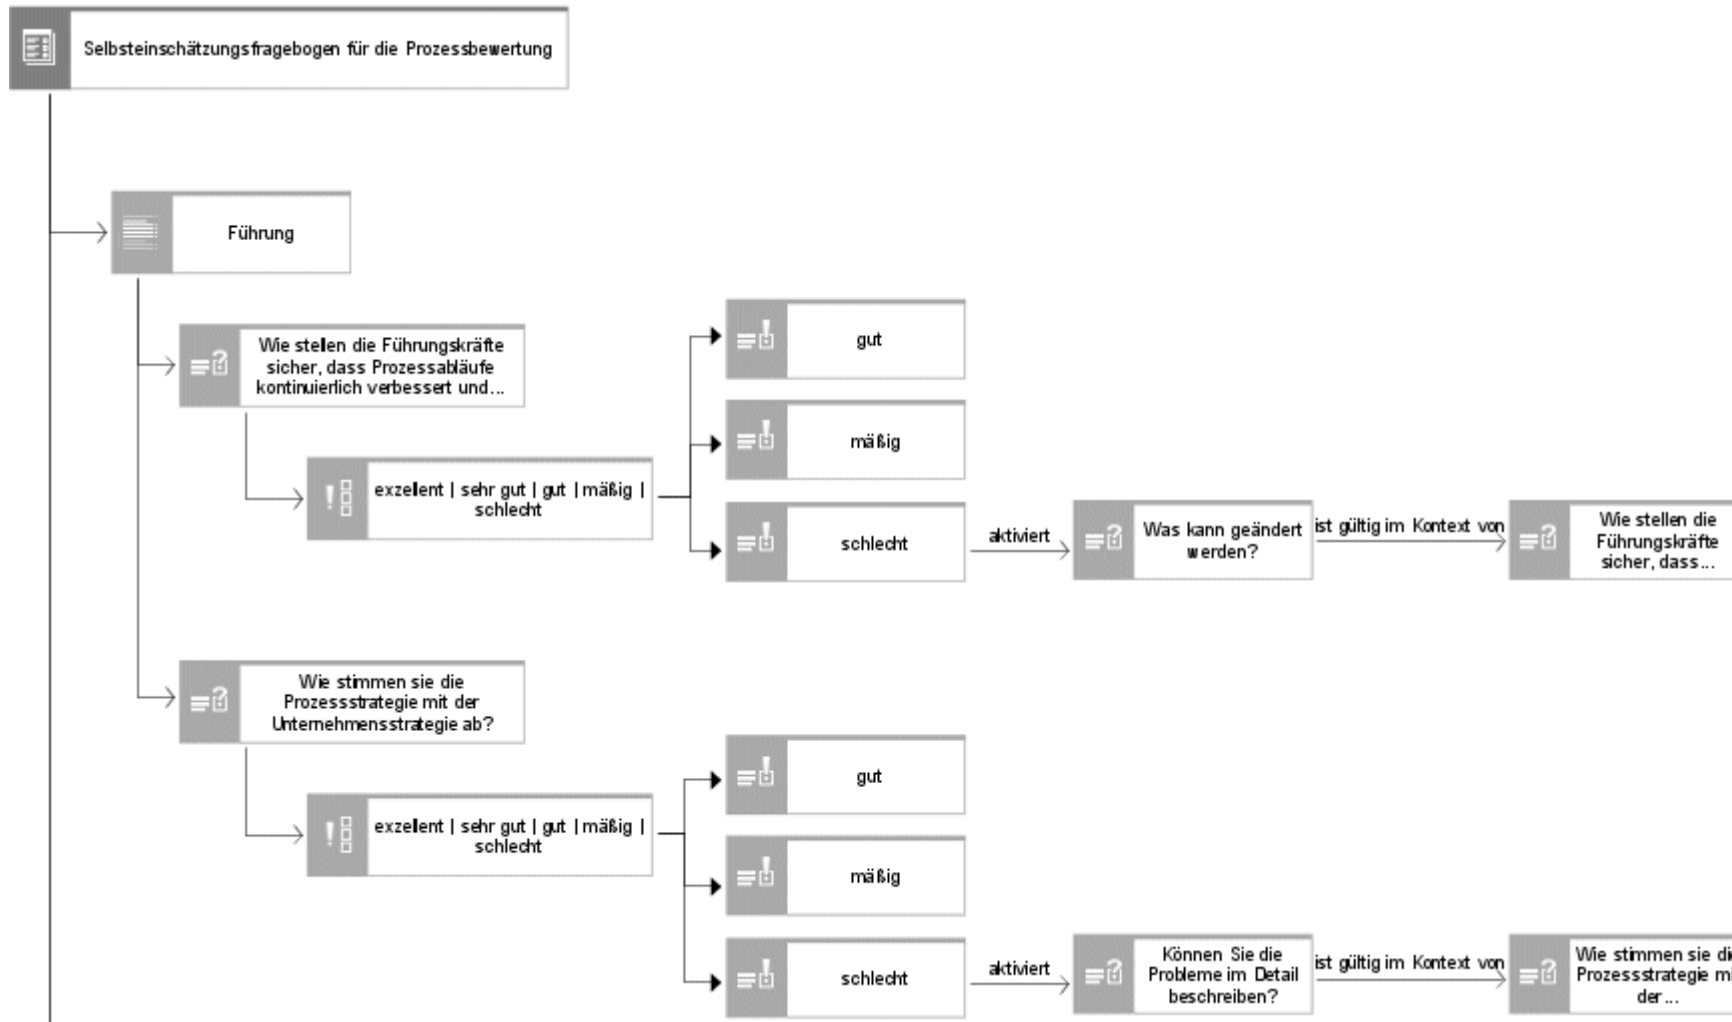 Selbsteinschätzungsfragebogen für die Prozessbewertung
Führung
Wie stellen die Führungskräfte
sicher, dass Prozessabläufe
kontinuierlich verbessert und...
exzellent | sehr gut | gut | mäßig |
schlecht
gut
mäßig
schlecht
aktiviert
Was kann geändert
werden?
ist gültig im Kontext von
Wie stellen die
Führungskräfte
sicher, dass...
Wie stimmen sie die
Prozessstrategie mit der
Unternehmensstrategie ab?
exzellent | sehr gut | gut | mäßig |
schlecht
gut
mäßig
schlecht
aktiviert
Können Sie die
Probleme im Detail
beschreiben?
ist gültig im Kontext von
Wie stimmen sie die
Prozessstrategie mi
der...